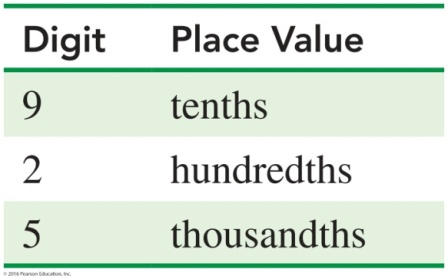 Digit Place Value
9 tenths
2 hundredths
5 thousandths
© 2016 Pearson Education, Inc.